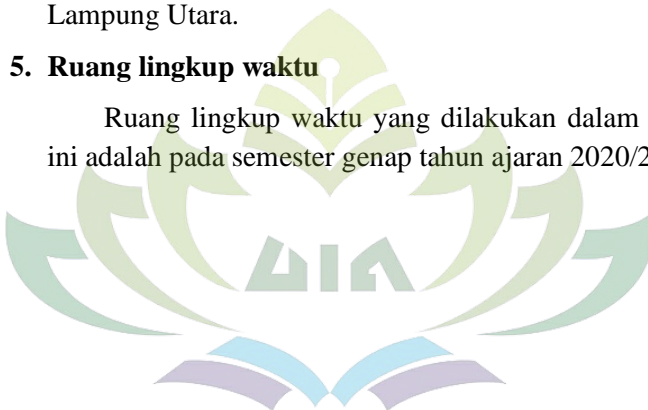 Lampung Utara.
5. Ruang lingkup waktu
Ruang lingkup waktu yang dilakukan dalam
ini adalah pada semester genap tahun ajaran 2020/2
UIN